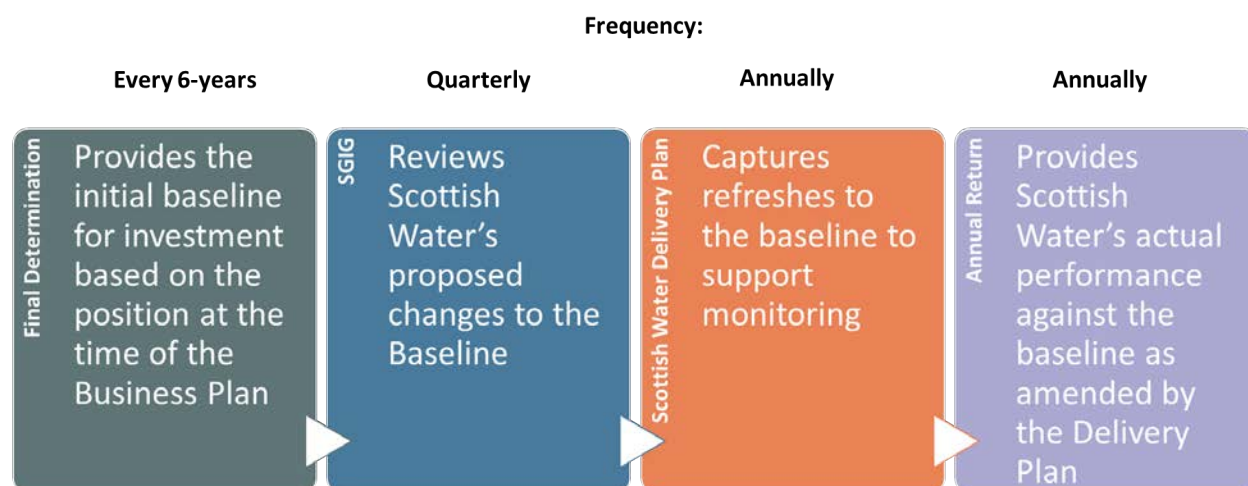 Frequency:
Every 6-years
Quarterly
Annually
Annually
Final Determination
Provides the
initial baseline
for investment
based on the
position at the
time of the
Business Plan
SGIG
Reviews
Scottish
Water's
proposed
changes to the
Baseline
Scottish Water Delivery Plan
Captures
refreshes to
the baseline to
support
monitoring
Annual Return
Provides
Scottish
Water's actual
performance
against the
baseline as
amended by
the Delivery
Plan